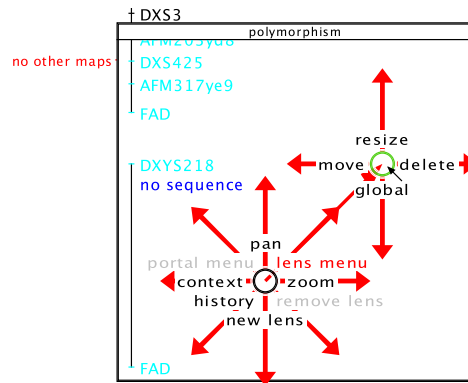 DXS3
polymorphism
AFM205yd8
no other maps
DXS425
AFM317ye9
FAD
resize
DXYS218
move
delete
no sequence
global
pan
portal menu
lens menu
context
zoom
history
remove lens
new lens
FAD